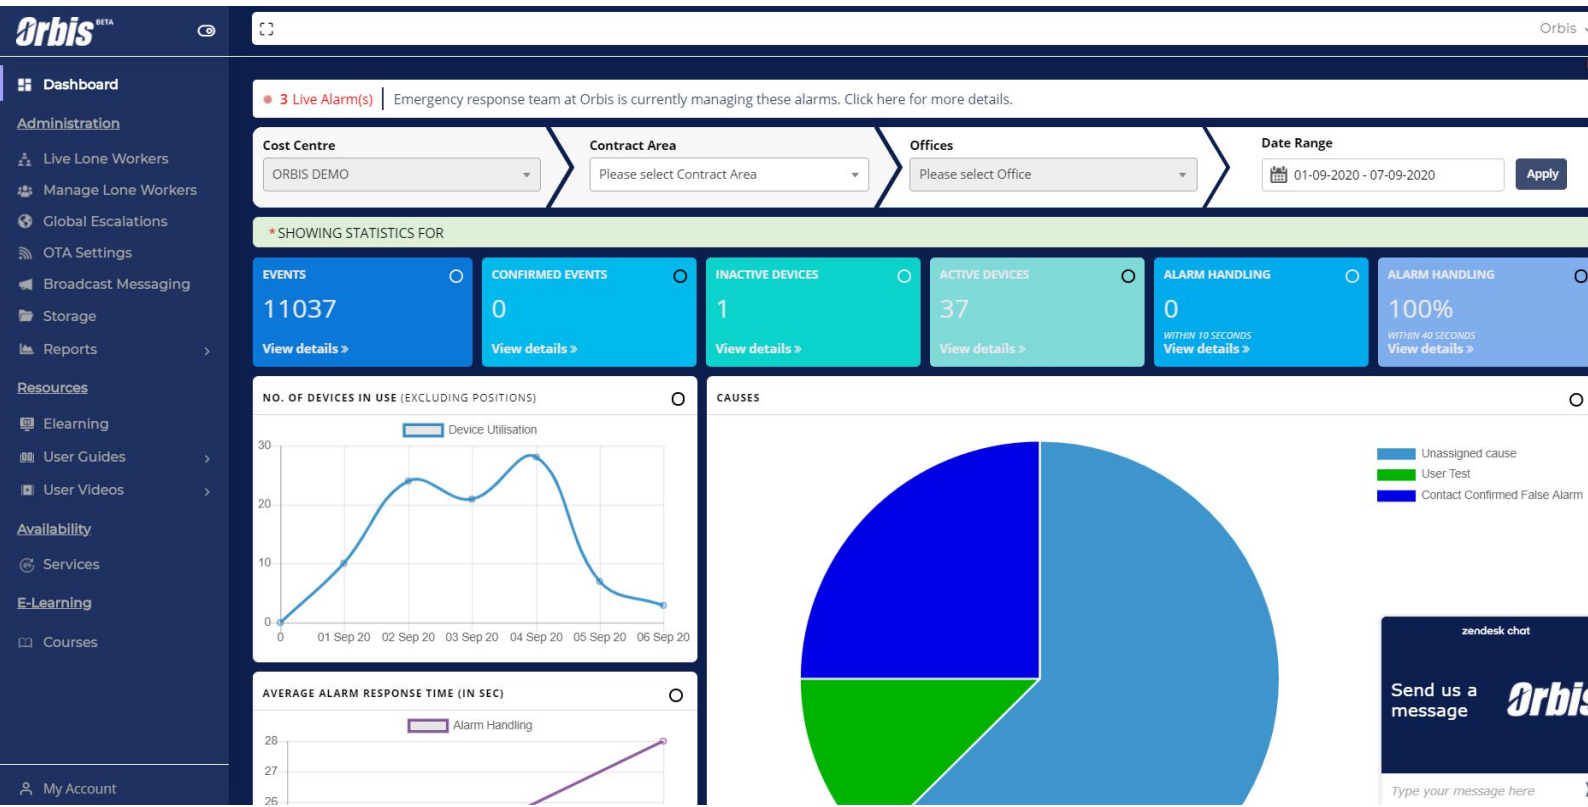 Orbis BETA
Orbis
Dashboard
Administration
Live Lone Workers
Manage Lone Workers
Global Escalations
OTA Settings
Broadcast Messaging
Storage
Reports
Resources
Elearning
User Guides
User Videos
Availability
Services
E-Learning
Courses
My Account
3 Live Alarm(s) Emergency response team at Orbis is currently managing these alarms. Click here for more details.
Cost Centre
ORBIS DEMO
Contract Area
Please select Contract Area
Offices
Please select Office
Date Range
01-09-2020 - 07-09-2020
Apply
*SHOWING STATISTICS FOR
EVENTS
11037
View details »
CONFIRMED EVENTS
0
View details »
INACTIVE DEVICES
1
View details »
ACTIVE DEVICES
37
View details »
ALARM HANDLING
0
WITHIN 10 SECONDS
View details »
ALARM HANDLING
100%
WITHIN 40 SECONDS
View details »
NO. OF DEVICES IN USE (EXCLUDING POSITIONS)
Device Utilisation
30
20
10
0
0 01 Sep 20 02 Sep 20 03 Sep 20 04 Sep 20 05 Sep 20 06 Sep 20
AVERAGE ALARM RESPONSE TIME (IN SEC)
Alarm Handling
28
27
26
CAUSES
Unassigned cause
User Test
Contact Confirmed False Alarm
zendesk chat
Send us a
message
Orbis
Type your message here